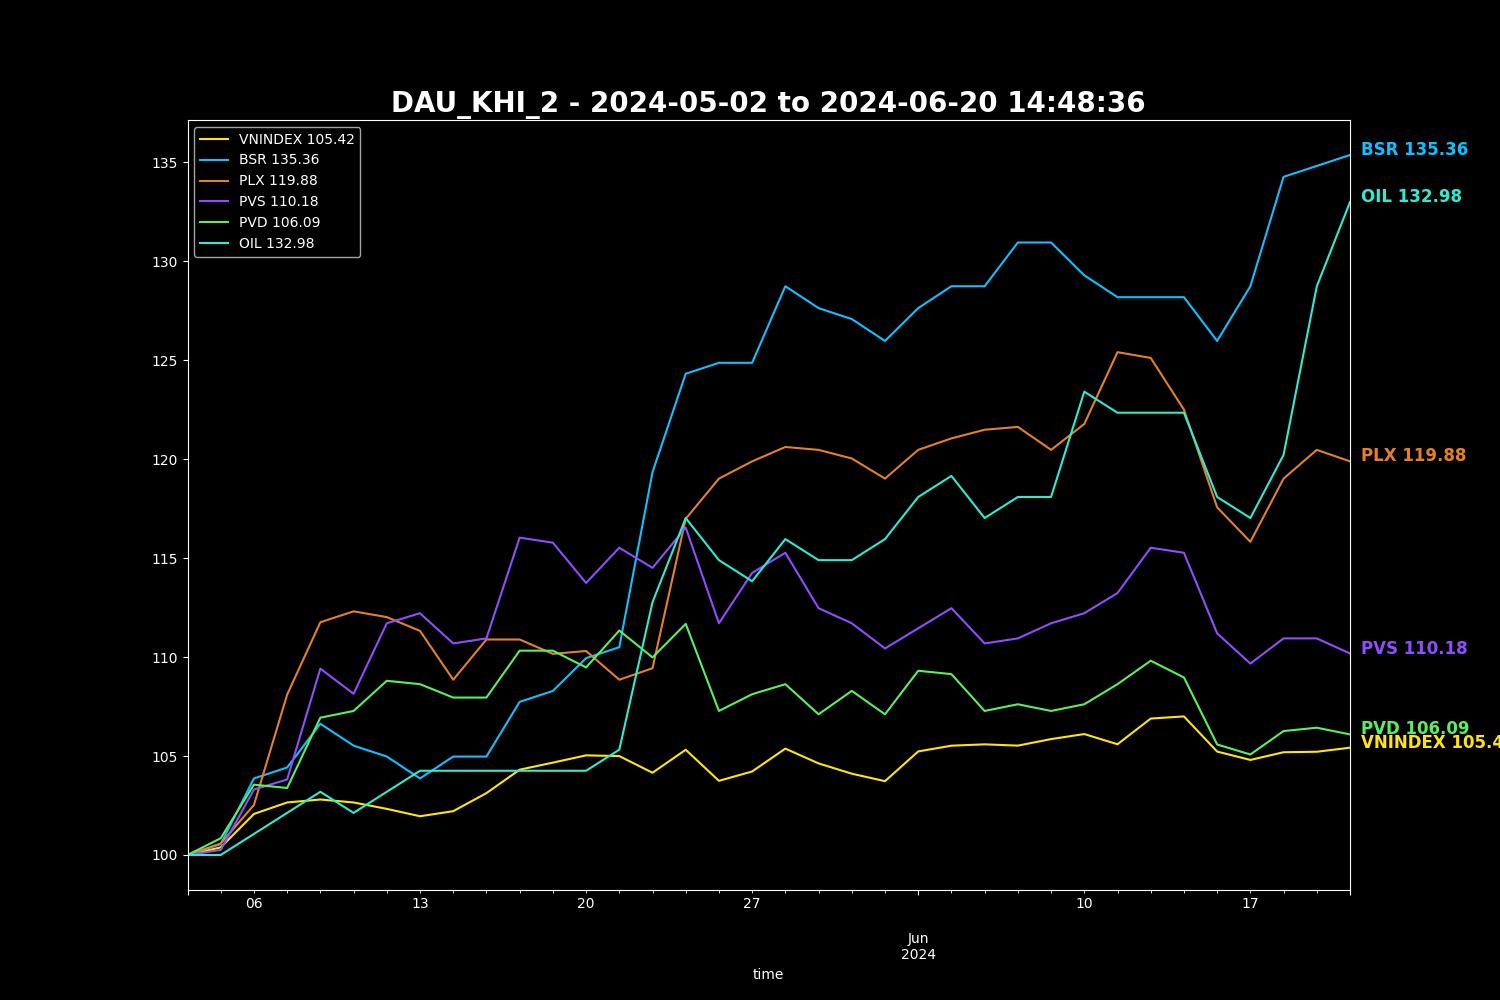 DAU_KHI_2 - 2024-05-02 to 2024-06-20 14:48:36
VNINDEX 105.42
BSR 135.36
PLX 119.88
PVS 110.18
PVD 106.09
OIL 132.98
135
130
125
120
115
110
105
100
BSR 135.36
OIL 132.98
PLX 119.88
PVS 110.18
PVD 106.09
VNINDEX 105.4
06 13 20 27 10 17
Jun
2024
time